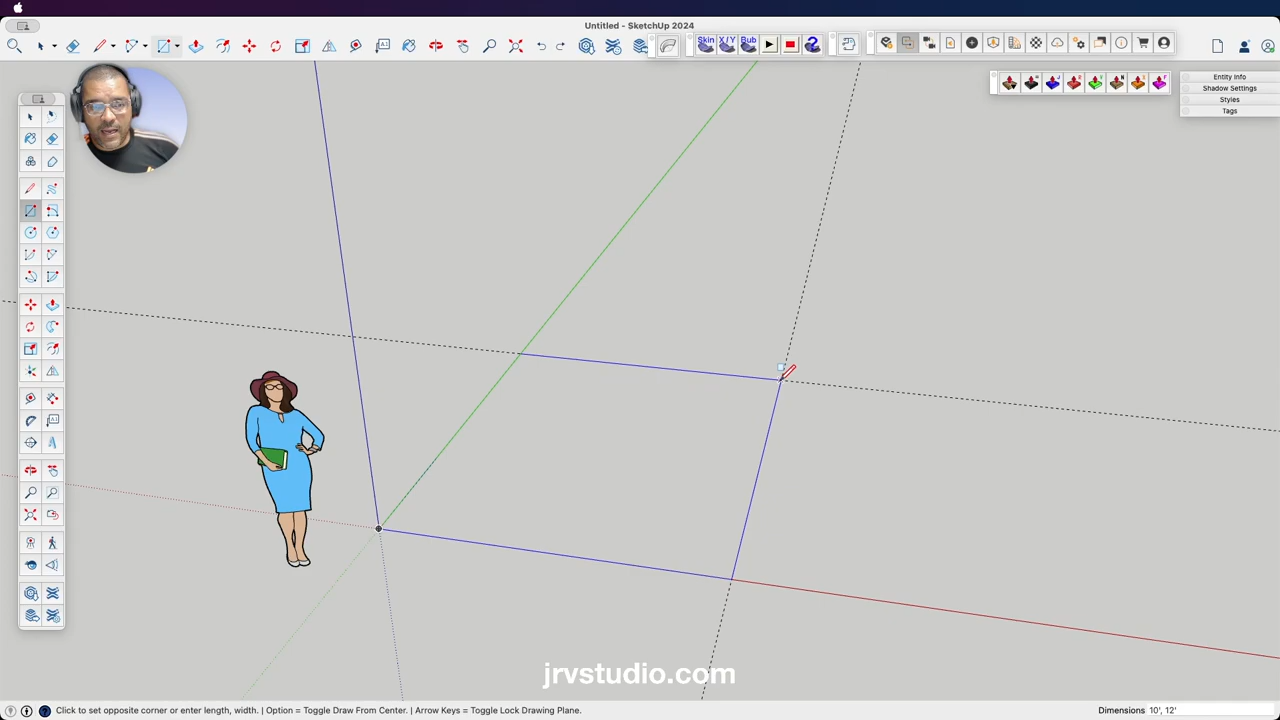 Untitled - SketchUp 2024
Skin X / Y Bub
Entity Info
Shadow Settings
Styles
Tags
jrvstudio.com
Click to set opposite corner or enter length, width. | Option = Toggle Draw From Center. | Arrow Keys = Toggle Lock Drawing Plane.
Dimensions 10', 12'